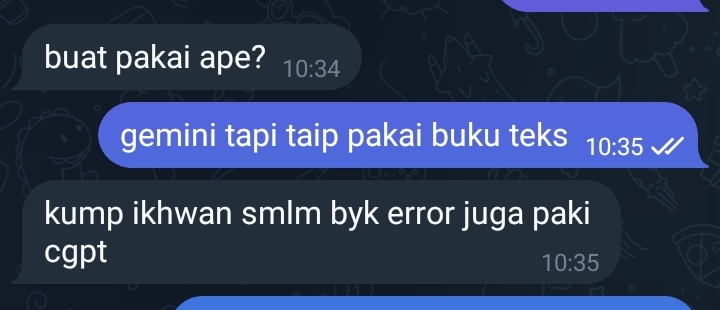 buat pakai ape? 10:34
gemini tapi taip pakai buku teks 10:35
kump ikhwan smlm byk error juga paki
cgpt 10:35